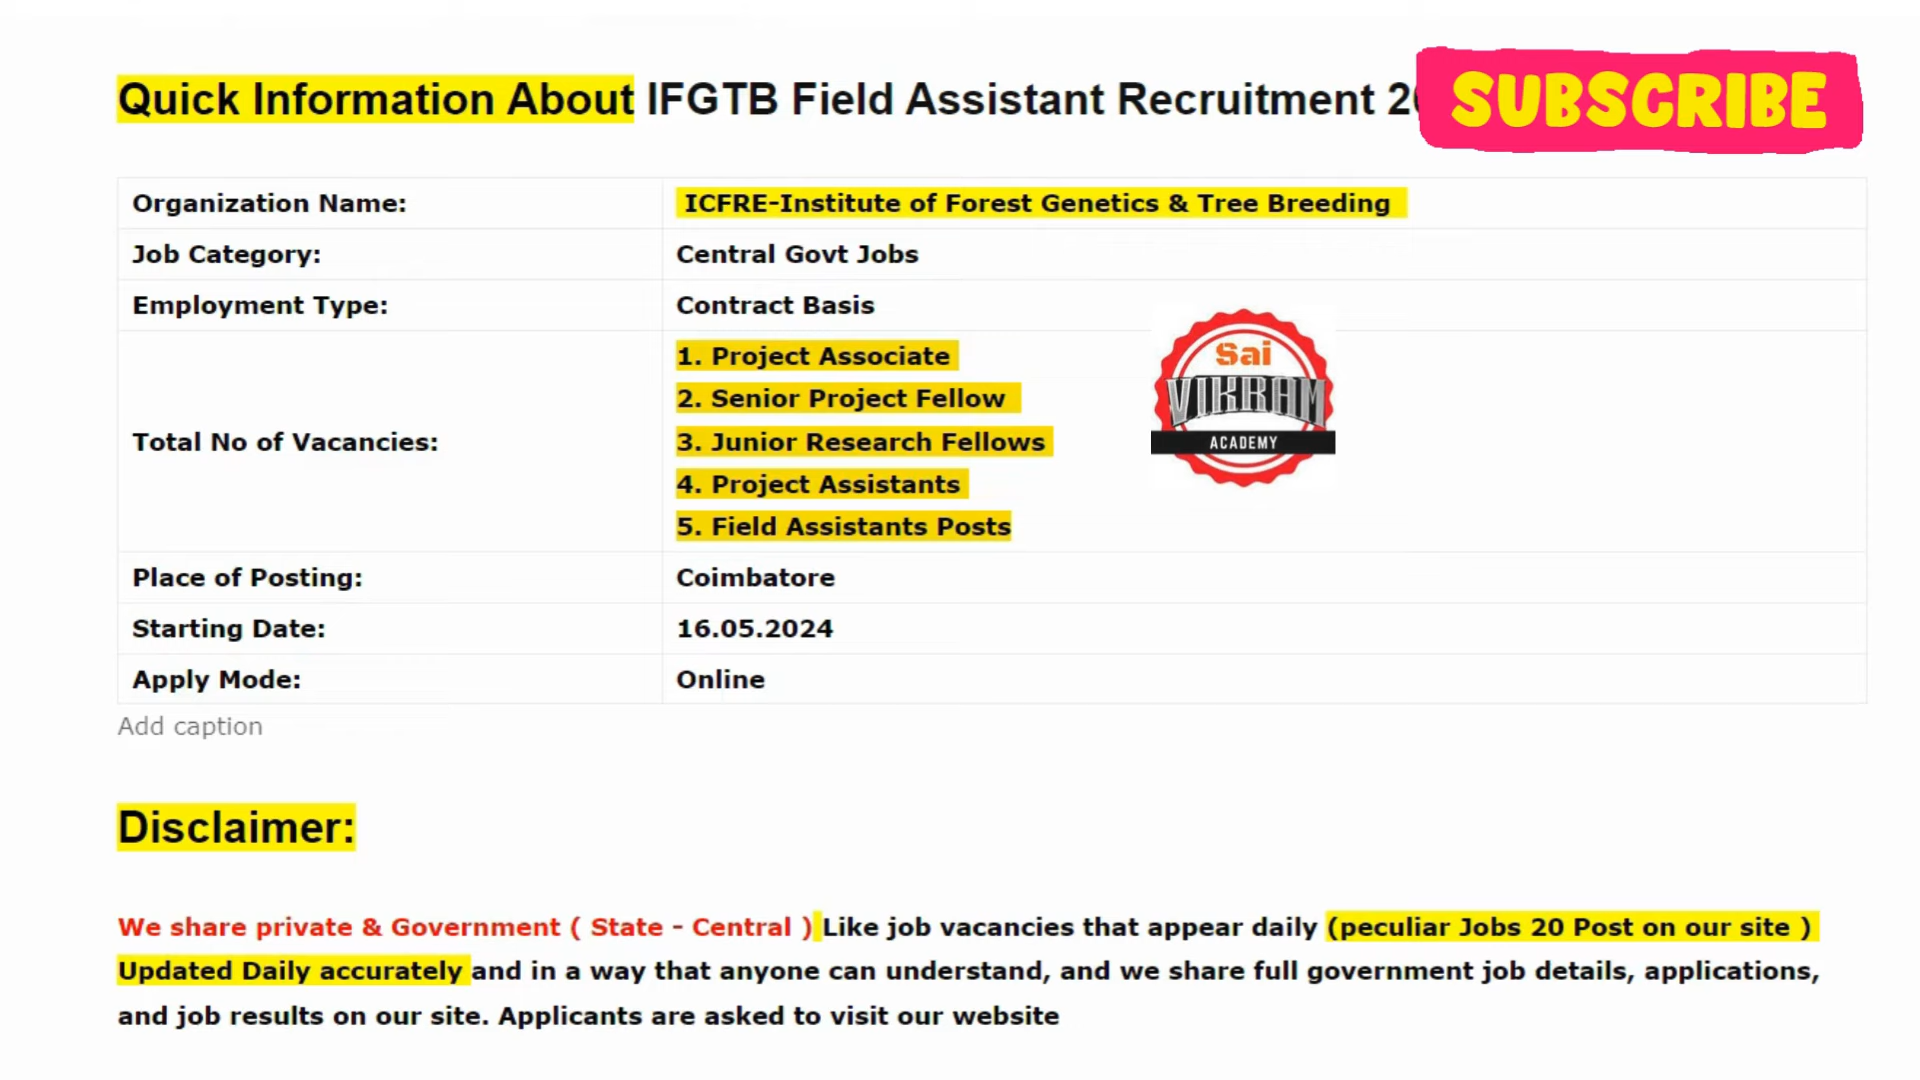 Quick Information About IFGTB Field Assistant Recruitment
SUBSCRIBE
Organization Name: ICFRE-Institute of Forest Genetics & Tree Breeding
Job Category: Central Govt Jobs
Employment Type: Contract Basis
Total No of Vacancies:
1. Project Associate
2. Senior Project Fellow
3. Junior Research Fellows
4. Project Assistants
5. Field Assistants Posts
Sai
VIKRAM
ACADEMY
Place of Posting: Coimbatore
Starting Date: 16.05.2024
Apply Mode: Online
Add caption
Disclaimer:
We share private & Government ( State - Central ) Like job vacancies that appear daily (peculiar Jobs 20 Post on our site )
Updated Daily accurately and in a way that anyone can understand, and we share full government job details, applications,
and job results on our site. Applicants are asked to visit our website